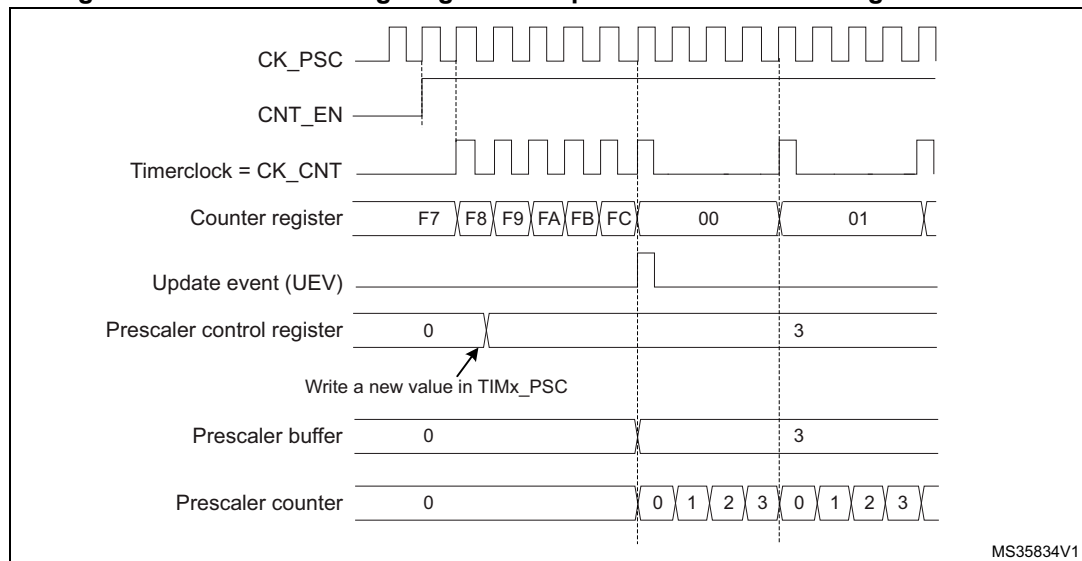 CK_PSC
CNT_EN
Timerclock = CK_CNT
Counter register F7 F8 F9 FA FB FC 00 01
Update event (UEV)
Prescaler control register 0 3
Write a new value in TIMx_PSC
Prescaler buffer 0 3
Prescaler counter 0 0 1 2 3 0 1 2 3
MS35834V1